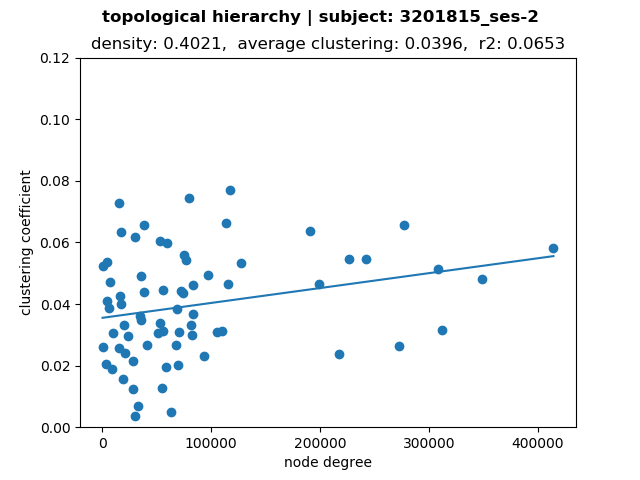 topological hierarchy | subject: 3201815_ses-2
density: 0.4021,  average clustering: 0.0396,  r2: 0.0653
0.12
0.10
0.08
0.06
0.04
0.02
0.00
clustering coefficient
0 100000 200000 300000 400000
node degree